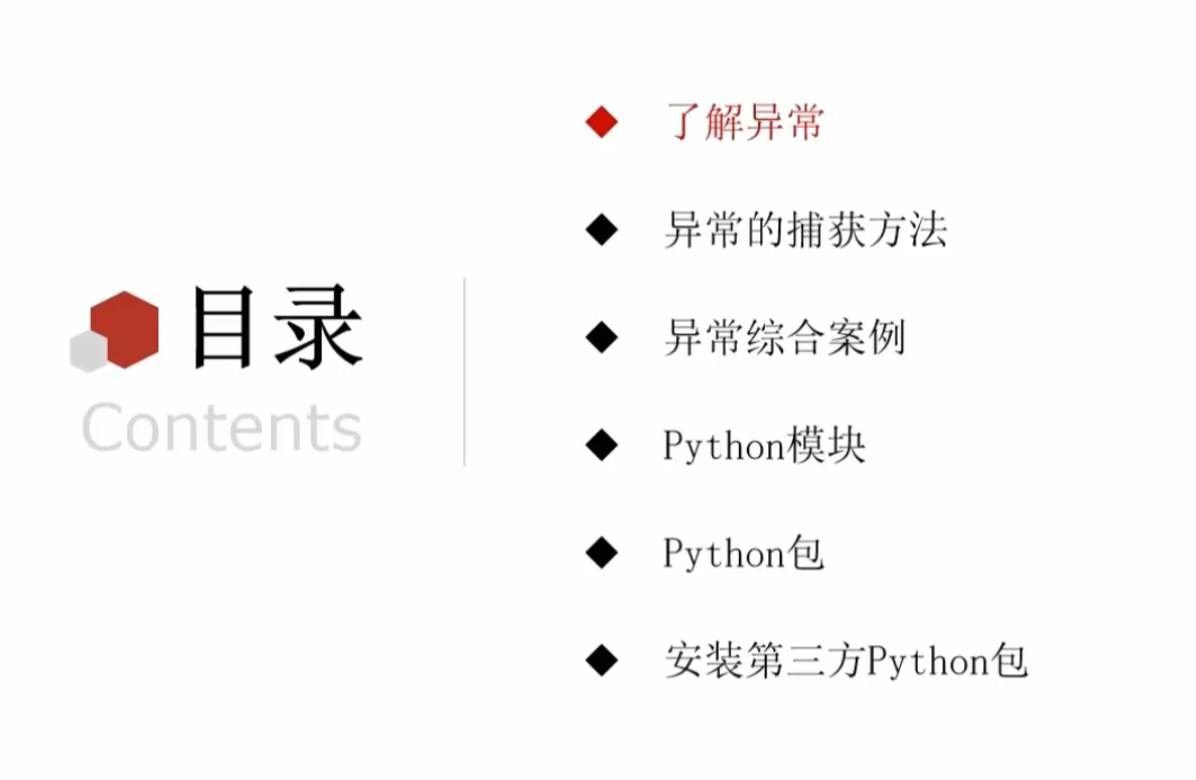 目录
Contents
了解异常
异常的捕获方法
异常综合案例
Python模块
Python包
安装第三方Python包